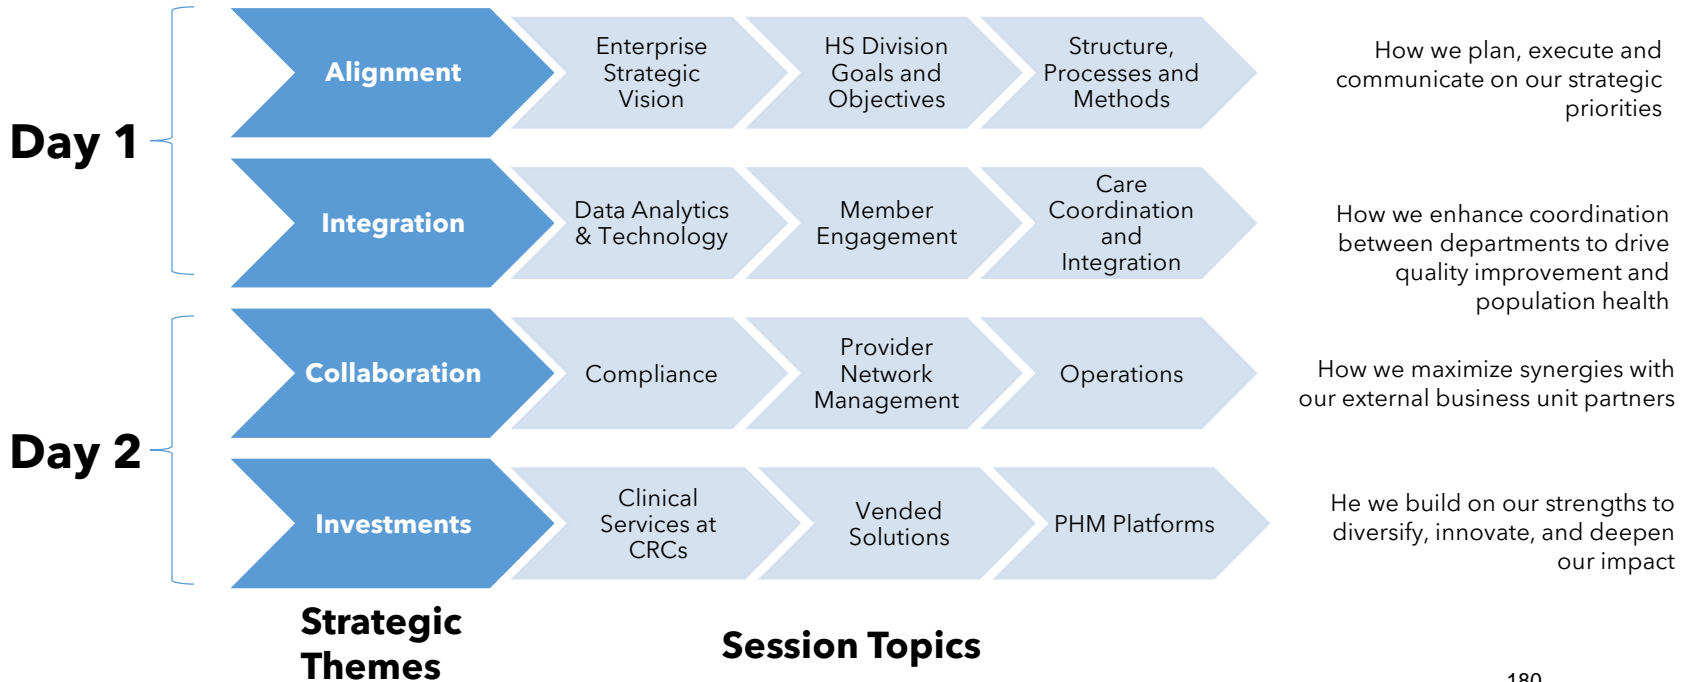 Day 1
Alignment
Enterprise
Strategic
Vision
HS Division
Goals and
Objectives
Structure,
Processes and
Methods
How we plan, execute and
communicate on our strategic
priorities
Integration
Data Analytics
& Technology
Member
Engagement
Care
Coordination
and
Integration
How we enhance coordination
between departments to drive
quality improvement and
population health
Day 2
Collaboration
Compliance
Provider
Network
Management
Operations
How we maximize synergies with
our external business unit partners
Investments
Clinical
Services at
CRCs
Vended
Solutions
PHM Platforms
He we build on our strengths to
diversify, innovate, and deepen
our impact
Strategic
Themes
Session Topics
180